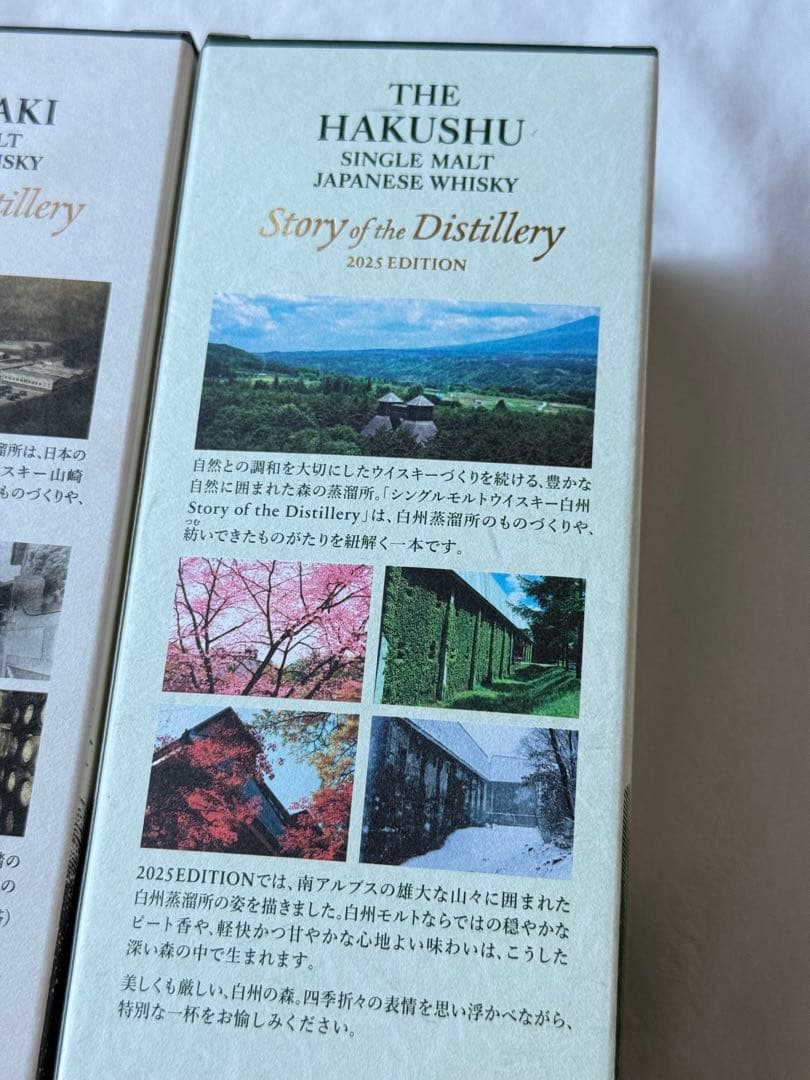 AKI
LT
ISKY
tillery
溜所は、日本の
スキー山崎
ものづくりや、
の
の
THE
HAKUSHU
SINGLE MALT
JAPANESE WHISKY
Story of the Distillery
2025 EDITION
自然との調和を大切にしたウイスキーづくりを続ける、豊かな
自然に囲まれた森の蒸溜所。「シングルモルトウイスキー白州
Story of the Distillery」は、白州蒸溜所のものづくりや、
つむ
紡いできたものがたりを紐解く一本です。
2025EDITIONでは、南アルプスの雄大な山々に囲まれた
白州蒸溜所の姿を描きました。白州モルトならではの穏やかな
ピート香や、軽快かつ甘やかな心地よい味わいは、こうした
深い森の中で生まれます。
美しくも厳しい、白州の森。四季折々の表情を思い浮かべながら、
特別な一杯をお愉しみください。